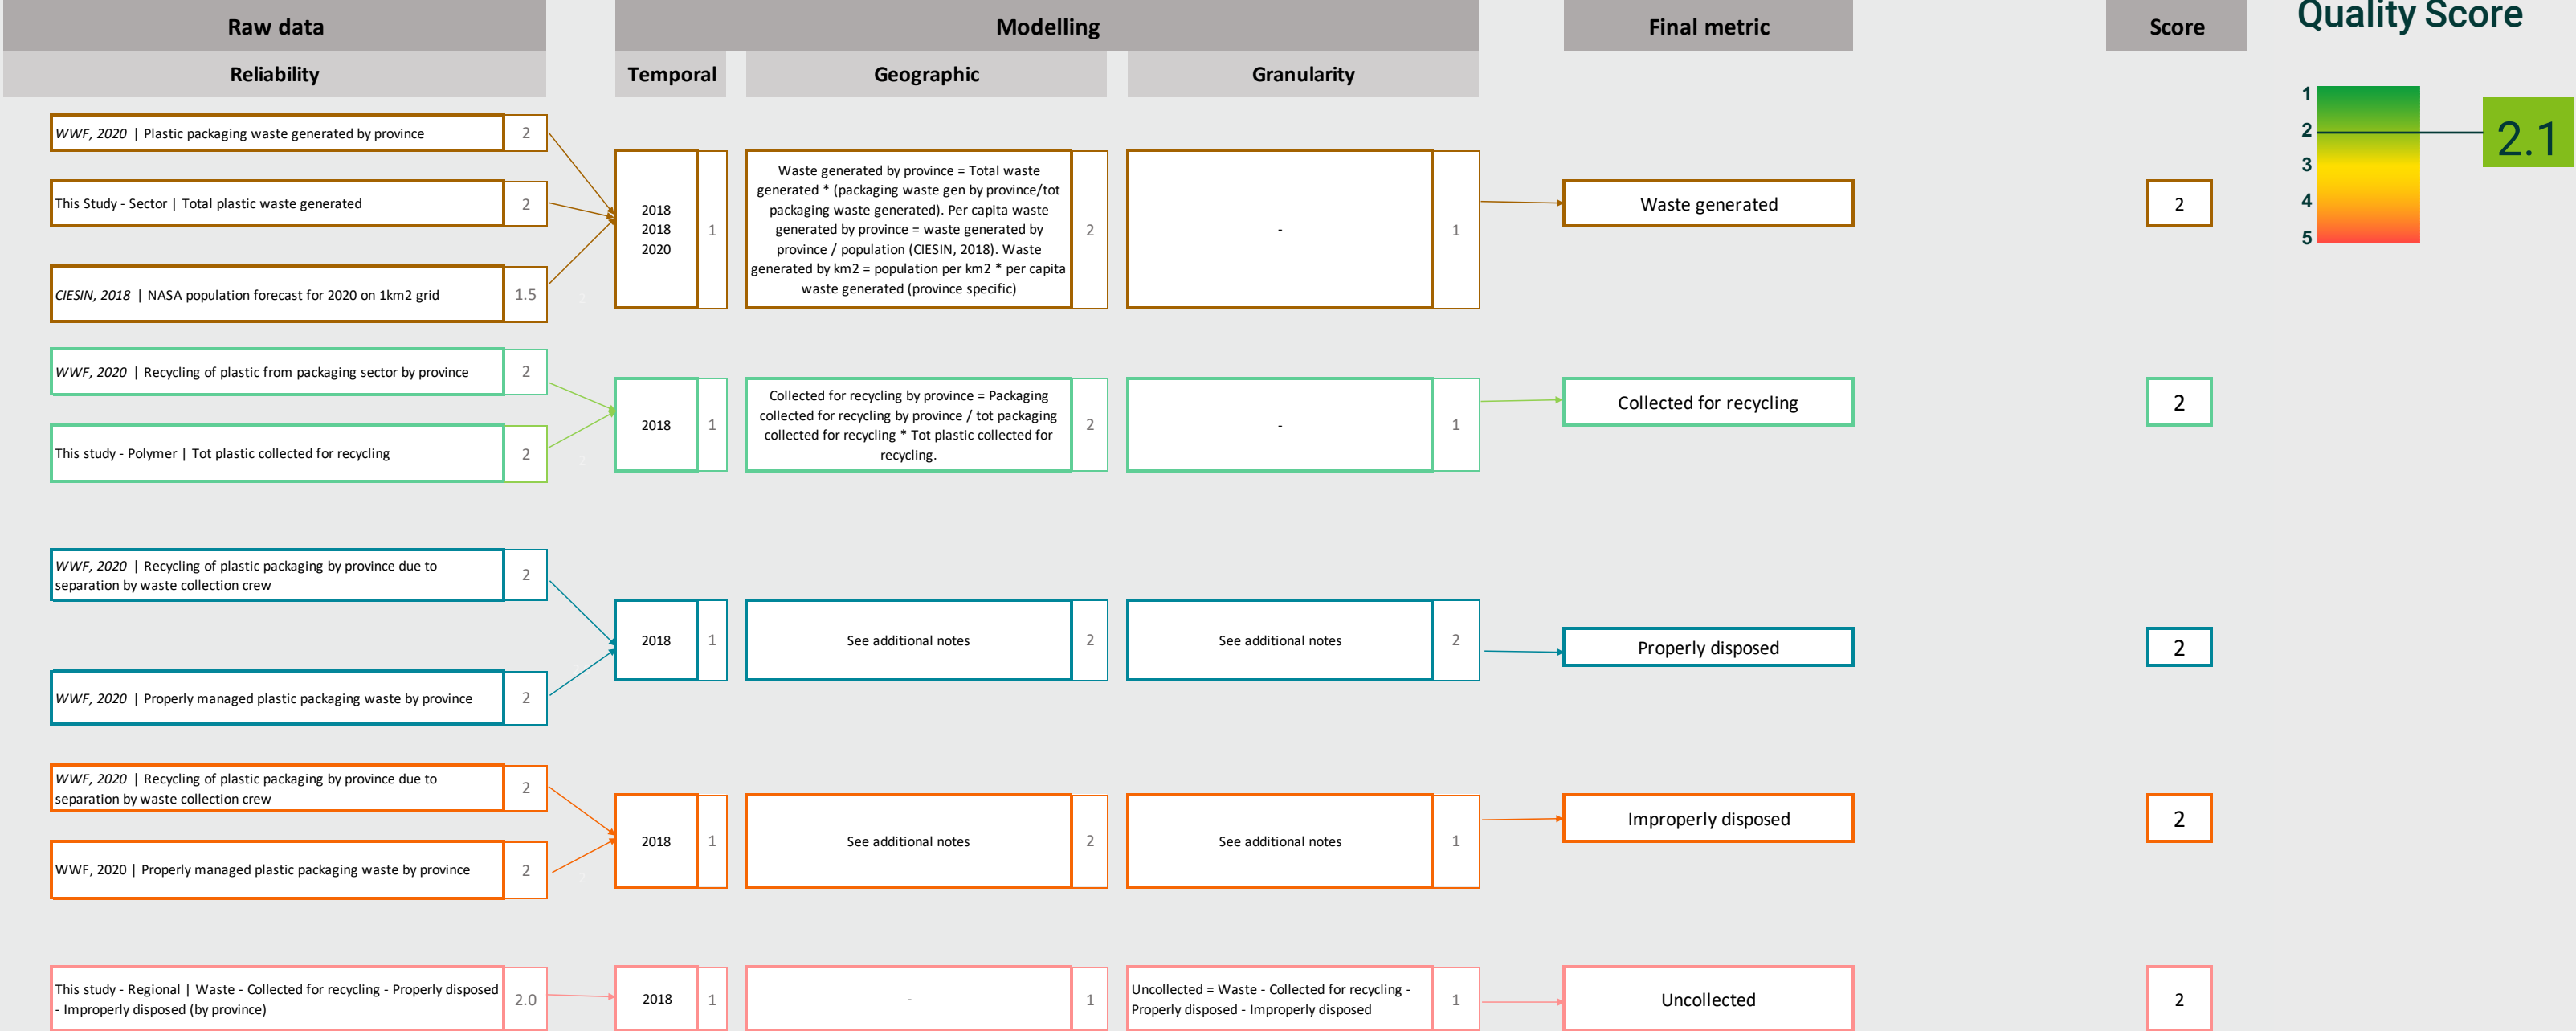 Raw data
Modelling
Final metric
Score
Quality Score
Reliability
Temporal
Geographic
Granularity
1
2
3
4
5
2.1
WWF, 2020 | Plastic packaging waste generated by province
2
This Study - Sector | Total plastic waste generated
2
CIESIN, 2018 | NASA population forecast for 2020 on 1km2 grid
1.5
2018
2018
2020
1
Waste generated by province = Total waste
generated * (packaging waste gen by province/tot
packaging waste generated). Per capita waste
generated by province = waste generated by
province / population (CIESIN, 2018). Waste
generated by km2 = population per km2 * per capita
waste generated (province specific)
2
-
1
Waste generated
2
WWF, 2020 | Recycling of plastic from packaging sector by province
2
This study - Polymer | Tot plastic collected for recycling
2
2018
1
Collected for recycling by province = Packaging
collected for recycling by province / tot packaging
collected for recycling * Tot plastic collected for
recycling.
2
-
1
Collected for recycling
2
WWF, 2020 | Recycling of plastic packaging by province due to
separation by waste collection crew
2
WWF, 2020 | Properly managed plastic packaging waste by province
2
2018
1
See additional notes
2
See additional notes
2
Properly disposed
2
WWF, 2020 | Recycling of plastic packaging by province due to
separation by waste collection crew
2
WWF, 2020 | Properly managed plastic packaging waste by province
2
2018
1
See additional notes
2
See additional notes
1
Improperly disposed
2
This study - Regional | Waste - Collected for recycling - Properly disposed
- Improperly disposed (by province)
2.0
2018
1
-
1
Uncollected = Waste - Collected for recycling -
Properly disposed - Improperly disposed
1
Uncollected
2